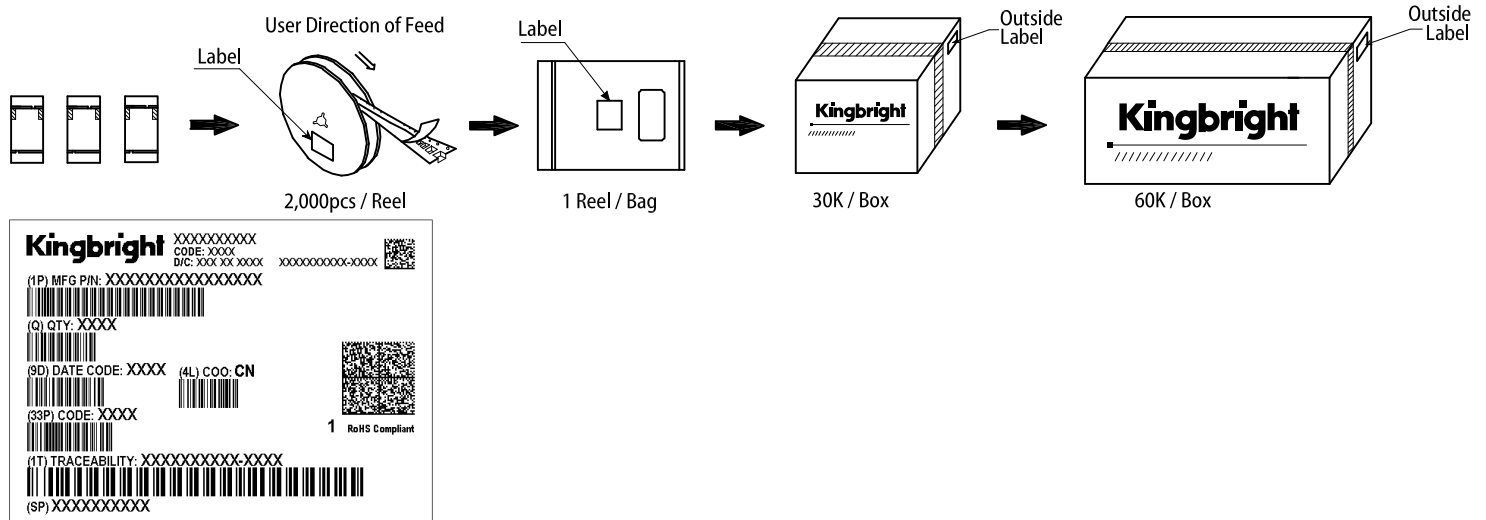 User Direction of Feed
Label
2,000pcs / Reel
Label
1 Reel / Bag
Outside
Label
Kingbright
30K / Box
Outside
Label
Kingbright
60K / Box
Kingbright
XXXXXXXXXX
CODE: XXXX
D/C: XXX XX XXXX
XXXXXXXXXX-XXXX
(1P) MFG P/N: XXXXXXXXXXXXXXXX
(Q) QTY: XXXX
(9D) DATE CODE: XXXX
(4L) COO: CN
(33P) CODE: XXXX
1 RoHS Compliant
(1T) TRACEABILITY: XXXXXXXXXX-XXXX
(SP) XXXXXXXXXX